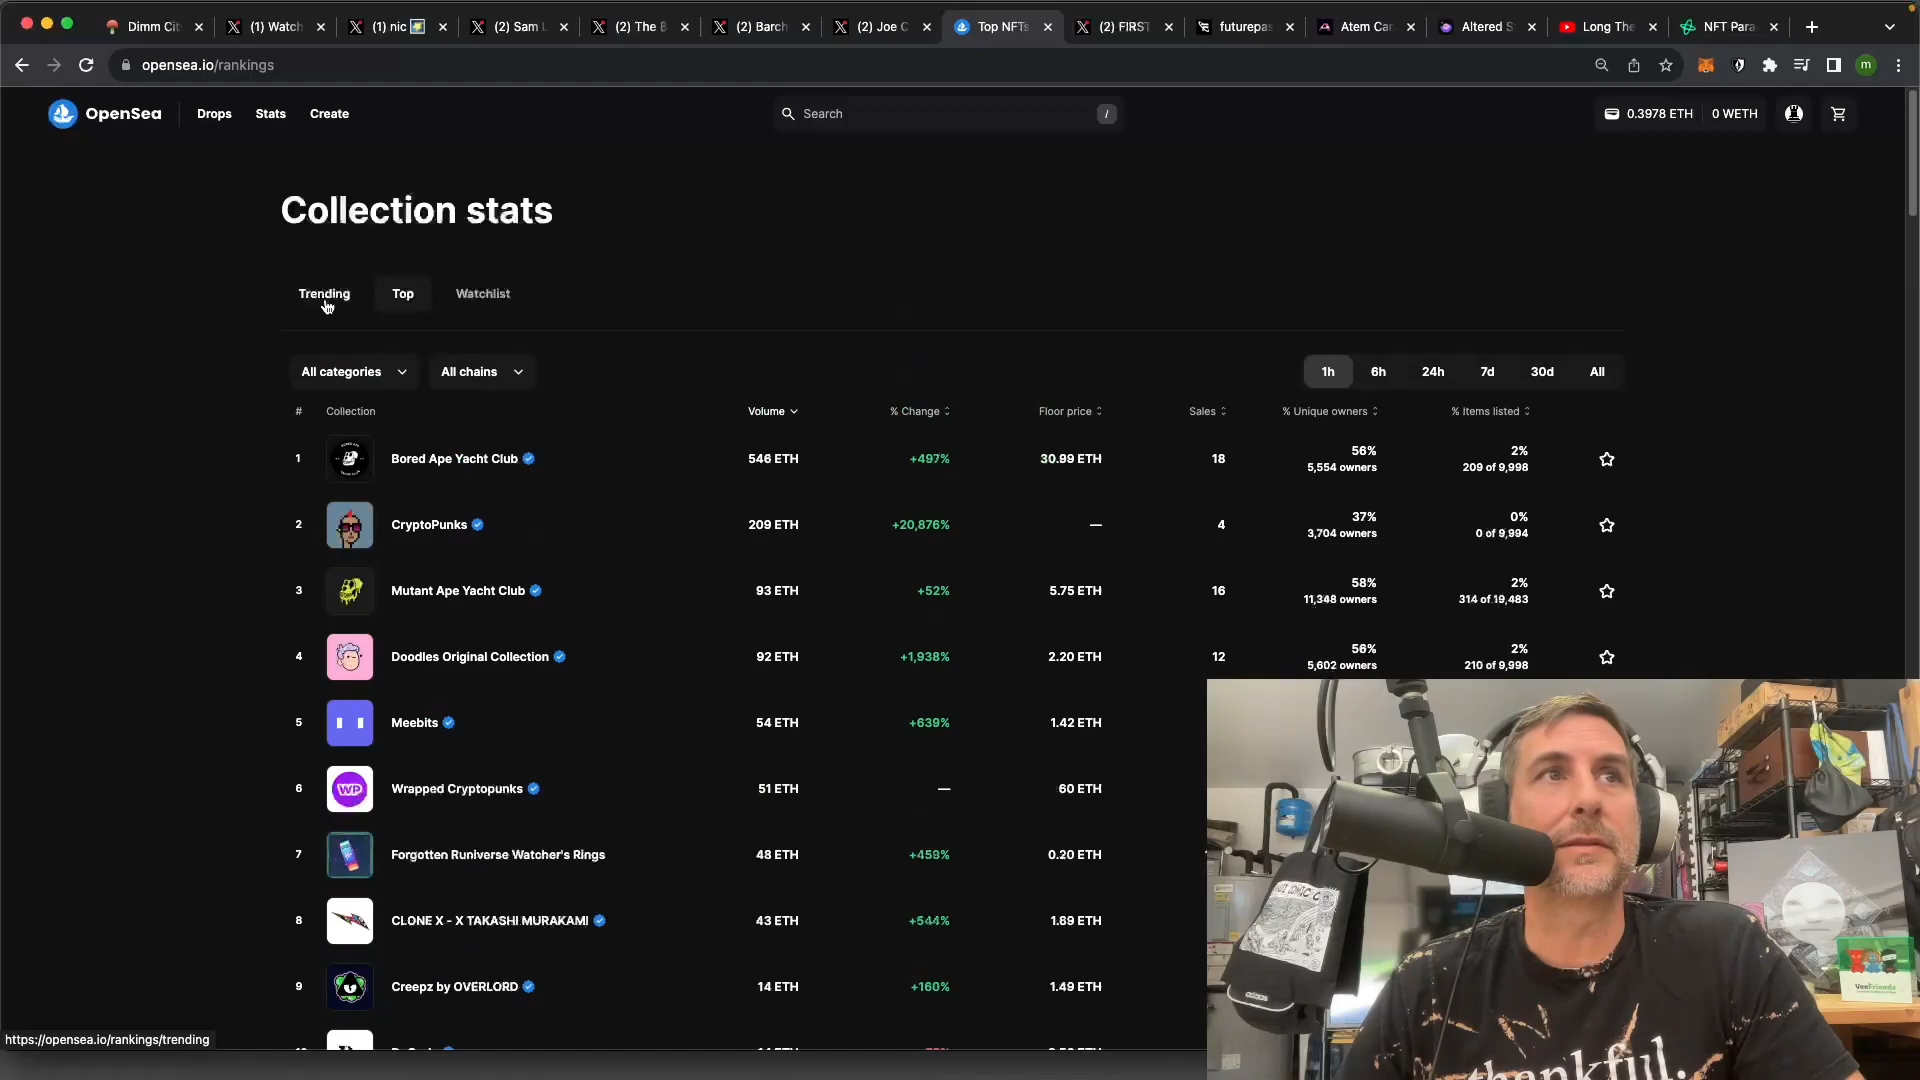 Dimm Cit
(1) Watch
(1) nic
(2) Sam L
(2) The B
(2) Barch
(2) Joe C
Top NFTs
(2) FIRST
futurepas
Atem Car
Altered S
Long The
NFT Para
opensea.io/rankings
m
OpenSea
Drops
Stats
Create
Search
/
0.3978 ETH
0 WETH
Collection stats
Trending
Top
Watchlist
All categories
All chains
1h
6h
24h
7d
30d
All
# Collection Volume % Change Floor price Sales % Unique owners % Items listed
1 Bored Ape Yacht Club 546 ETH +497% 30.99 ETH 18 56% 2%
5,554 owners 209 of 9,998
2 CryptoPunks 209 ETH +20,876% — 4 37% 0%
3,704 owners 0 of 9,994
3 Mutant Ape Yacht Club 93 ETH +52% 5.75 ETH 16 58% 2%
11,348 owners 314 of 19,483
4 Doodles Original Collection 92 ETH +1,938% 2.20 ETH 12 56% 2%
5,602 owners 210 of 9,998
5 Meebits 54 ETH +639% 1.42 ETH
6 WP Wrapped Cryptopunks 51 ETH — 60 ETH
7 Forgotten Runiverse Watcher's Rings 48 ETH +459% 0.20 ETH
8 CLONE X - X TAKASHI MURAKAMI 43 ETH +544% 1.69 ETH
9 Creepz by OVERLORD 14 ETH +160% 1.49 ETH
https://opensea.io/rankings/trending
adidas
VeeFriends
thankful.